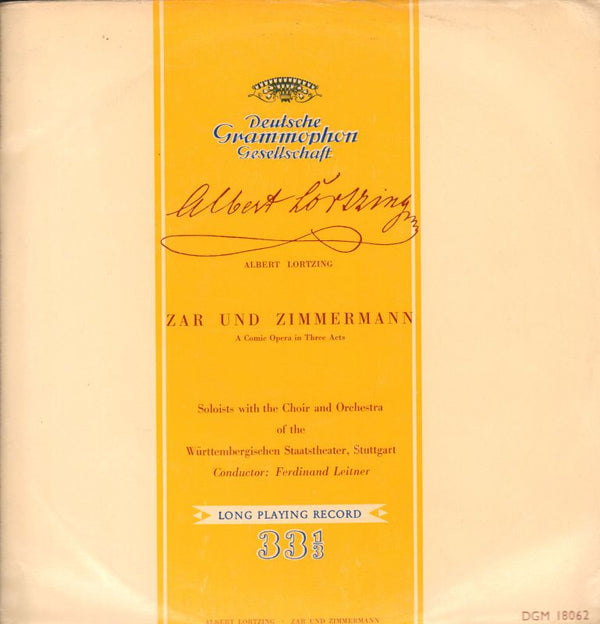 Deutsche
Grammophon
Gesellschaft
Albert Lortzing
ALBERT LORTZING
ZAR UND ZIMMERMANN
A Comic Opera in Three Acts
Soloists with the Choir and Orchestra
of the
Württembergischen Staatstheater, Stuttgart
Conductor: Ferdinand Leitner
LONG PLAYING RECORD
33 1/3
ALBERT LORTZING · ZAR UND ZIMMERMANN
DGM 18062